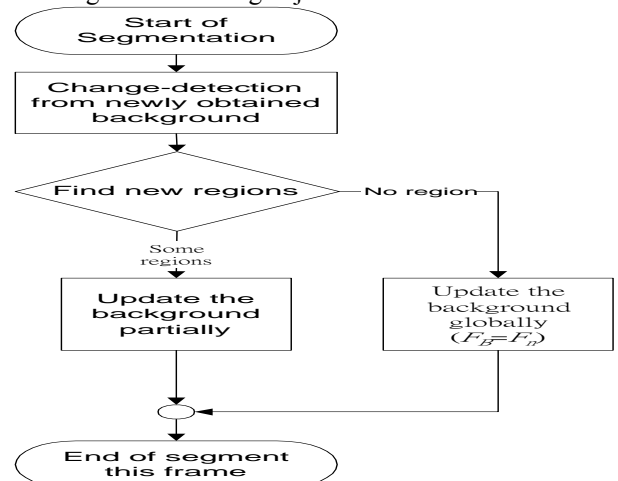 Start of
Segmentation
Change-detection
from newly obtained
background
Find new regions
No region
Some
regions
Update the
background
partially
Update the
background
globally
(F_B=F_n)
End of segment
this frame